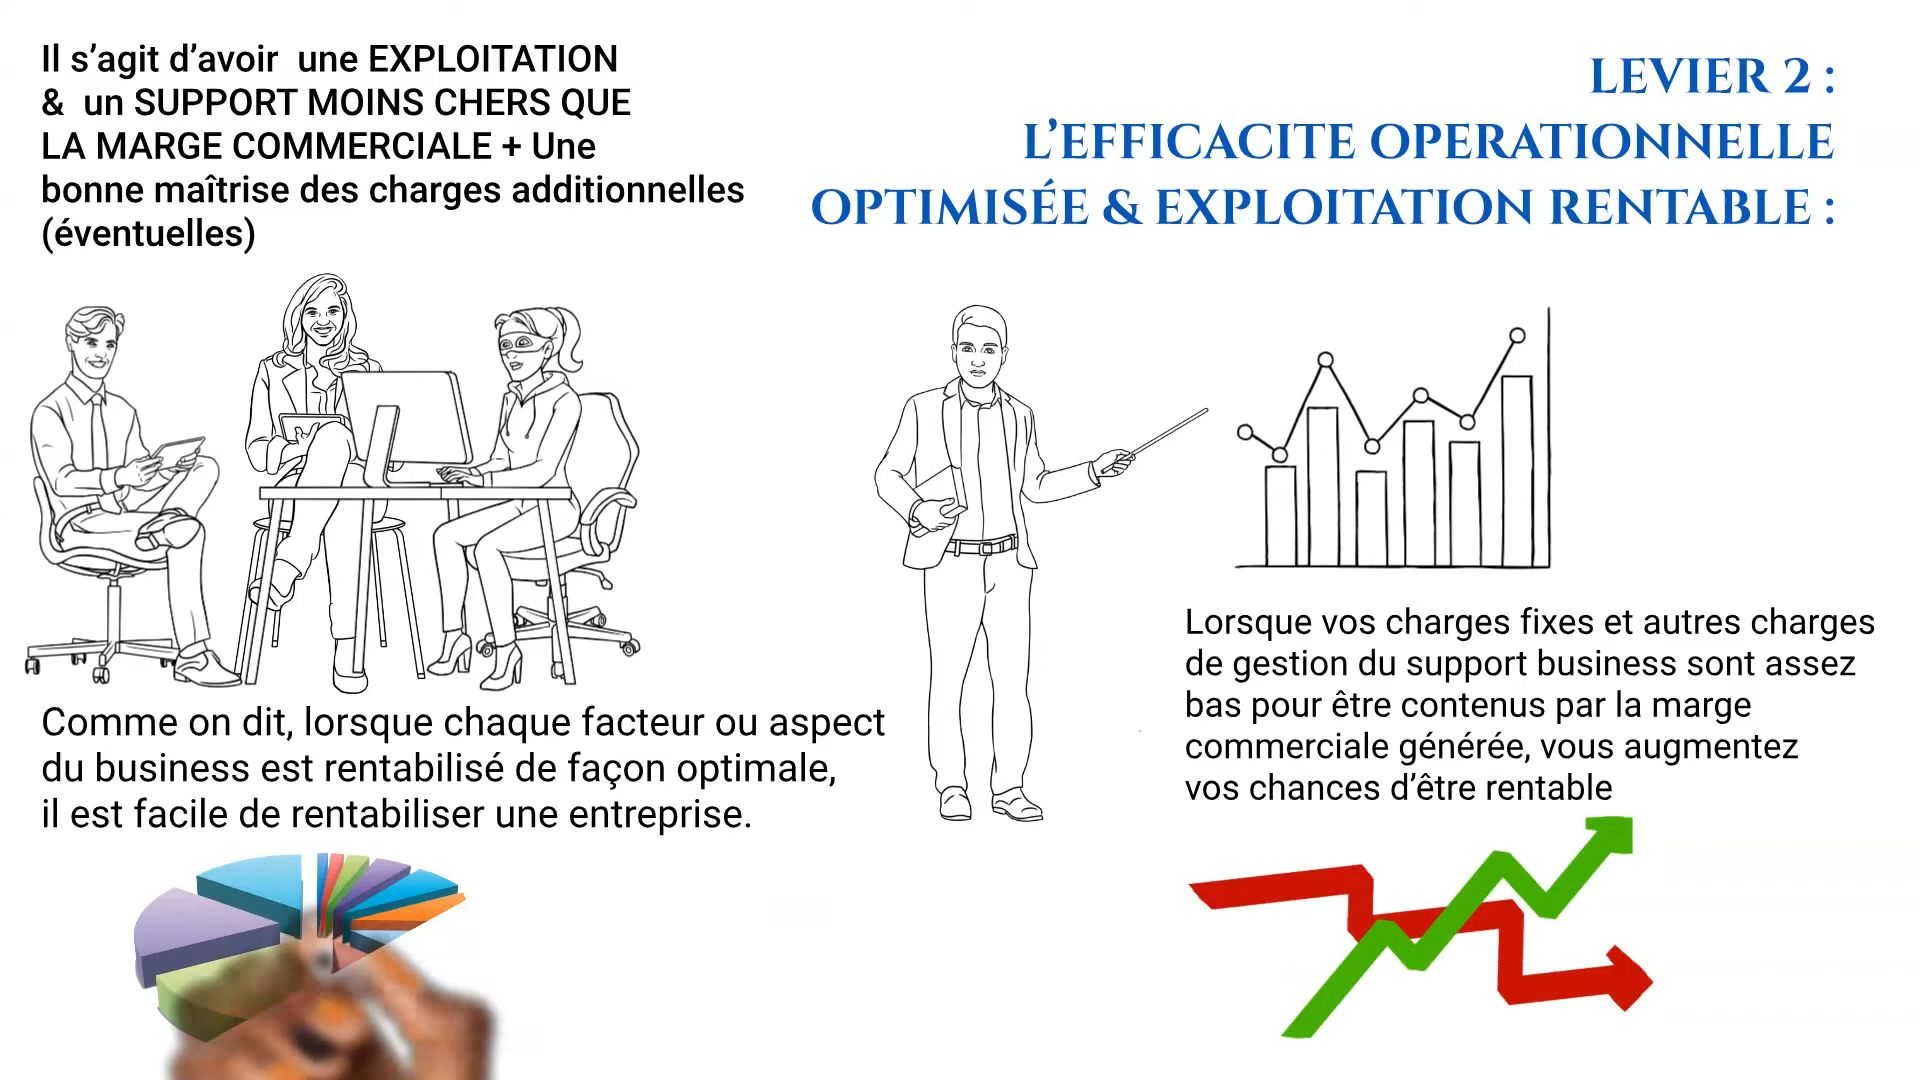 Il s’agit d’avoir  une EXPLOITATION
&  un SUPPORT MOINS CHERS QUE
LA MARGE COMMERCIALE + Une
bonne maîtrise des charges additionnelles
(éventuelles)
LEVIER 2 :
L’EFFICACITE OPERATIONNELLE
OPTIMISÉE & EXPLOITATION RENTABLE :
Comme on dit, lorsque chaque facteur ou aspect
du business est rentabilisé de façon optimale,
il est facile de rentabiliser une entreprise.
Lorsque vos charges fixes et autres charges
de gestion du support business sont assez
bas pour être contenus par la marge
commerciale générée, vous augmentez
vos chances d’être rentable